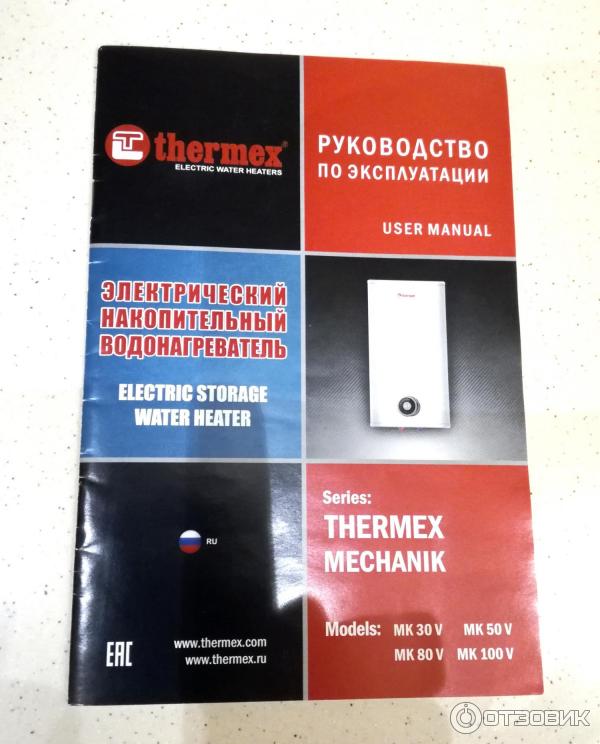 thermex®
ELECTRIC WATER HEATERS
РУКОВОДСТВО
ПО ЭКСПЛУАТАЦИИ
USER MANUAL
ЭЛЕКТРИЧЕСКИЙ
НАКОПИТЕЛЬНЫЙ
ВОДОНАГРЕВАТЕЛЬ
ELECTRIC STORAGE
WATER HEATER
thermex
Series:
THERMEX
MECHANIK
RU
Models: MK 30 V MK 50 V
MK 80 V MK 100 V
EAC
www.thermex.com
www.thermex.ru
ОТЗОВИК